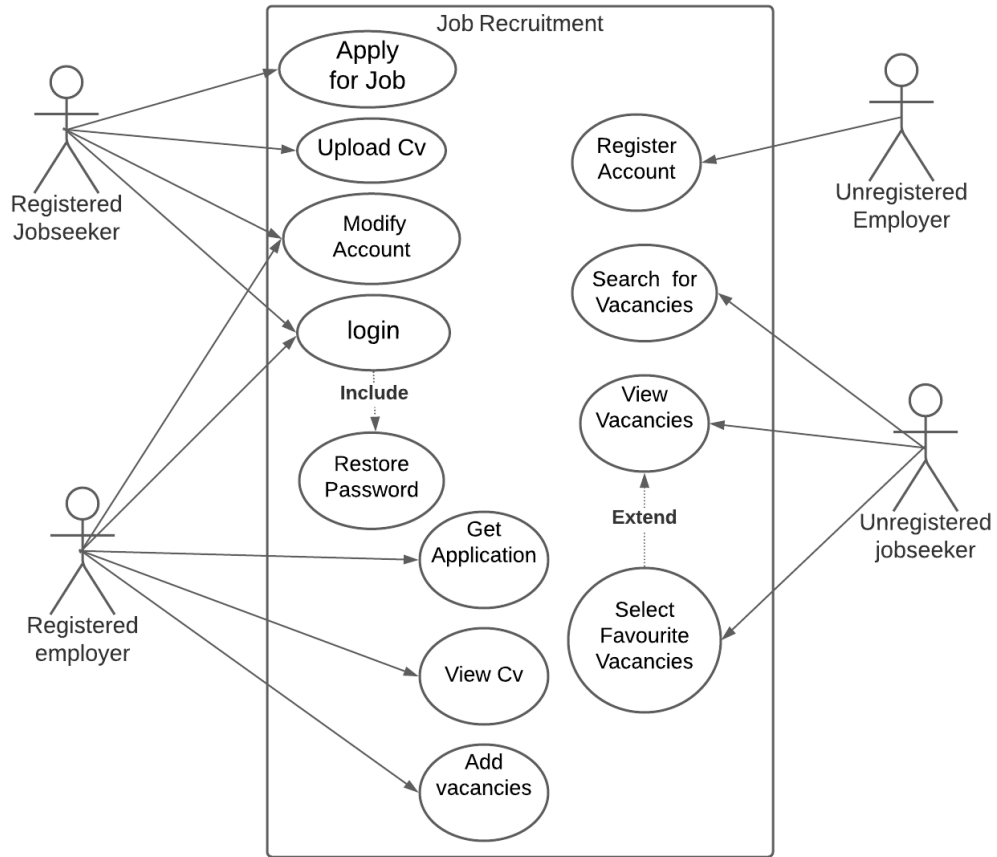 Job Recruitment
Apply
for Job
Upload Cv
Modify
Account
login
Include
Restore
Password
Get
Application
View Cv
Add
vacancies
Register
Account
Search for
Vacancies
View
Vacancies
Extend
Select
Favourite
Vacancies
Registered
Jobseeker
Registered
employer
Unregistered
Employer
Unregistered
jobseeker